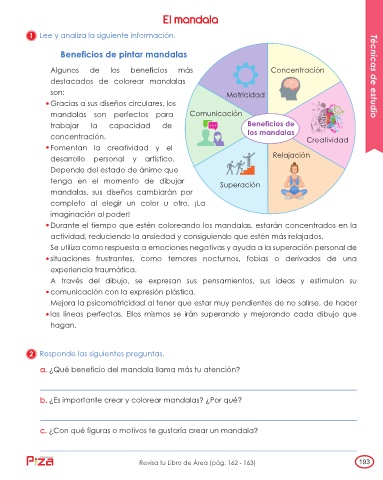 El mandala
1 Lee y analiza la siguiente información.
Beneficios de pintar mandalas
Algunos de los beneficios más
destacados de colorear mandalas
son:
•Gracias a sus diseños circulares, los
mandalas son perfectos para
trabajar la capacidad de
concentración.
•Fomentan la creatividad y el
desarrollo personal y artístico.
Depende del estado de ánimo que
tenga en el momento de dibujar
mandalas, sus diseños cambiarán por
completo al elegir un color u otro. ¡La
imaginación al poder!
•Durante el tiempo que estén coloreando los mandalas, estarán concentrados en la
actividad, reduciendo la ansiedad y consiguiendo que estén más relajados.
Se utiliza como respuesta a emociones negativas y ayuda a la superación personal de
•situaciones frustrantes, como temores nocturnos, fobias o derivados de una
experiencia traumática.
A través del dibujo, se expresan sus pensamientos, sus ideas y estimulan su
•comunicación con la expresión plástica.
Mejora la psicomotricidad al tener que estar muy pendientes de no salirse, de hacer
•las líneas perfectas. Ellos mismos se irán superando y mejorando cada dibujo que
hagan.
Motricidad
Concentración
Comunicación
Beneficios de
los mandalas
Creatividad
Relajación
Superación
Técnicas de estudio
2 Responde las siguientes preguntas.
a. ¿Qué beneficio del mandala llama más tu atención?
b. ¿Es importante crear y colorear mandalas? ¿Por qué?
c. ¿Con qué figuras o motivos te gustaría crear un mandala?
Piza
Revisa tu Libro de Área (pág. 162 - 163)
193